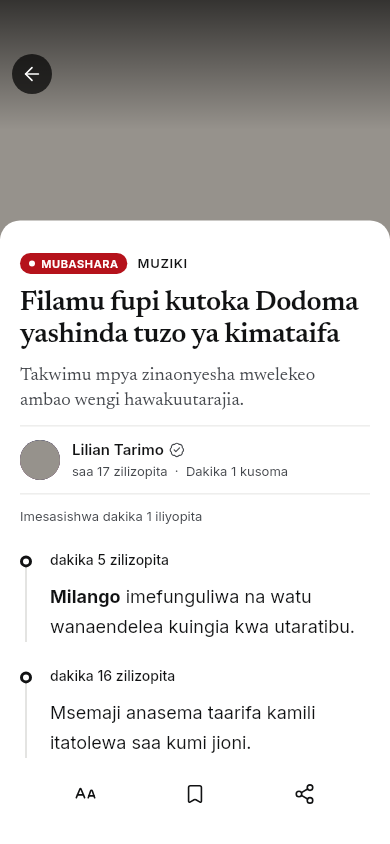 MUBASHARA MUZIKI
Filamu fupi kutoka Dodoma
yashinda tuzo ya kimataifa
Takwimu mpya zinaonyesha mwelekeo
ambao wengi hawakuutarajia.
Lilian Tarimo
saa 17 zilizopita · Dakika 1 kusoma
Imesasishwa dakika 1 iliyopita
dakika 5 zilizopita
Milango imefunguliwa na watu
wanaendelea kuingia kwa utaratibu.
dakika 16 zilizopita
Msemaji anasema taarifa kamili
itatolewa saa kumi jioni.
AA